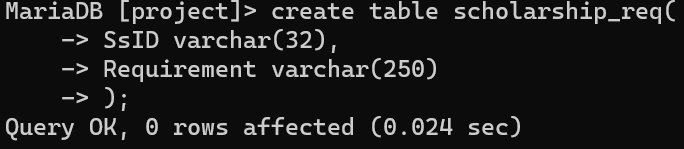 MariaDB [project]> create table scholarship_req(
    -> SsID varchar(32),
    -> Requirement varchar(250)
    -> );
Query OK, 0 rows affected (0.024 sec)